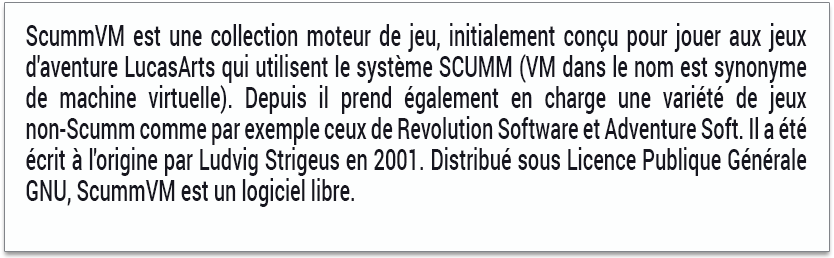 ScummVM est une collection moteur de jeu, initialement conçu pour jouer aux jeux
d'aventure LucasArts qui utilisent le système SCUMM (VM dans le nom est synonyme
de machine virtuelle). Depuis il prend également en charge une variété de jeux
non-Scumm comme par exemple ceux de Revolution Software et Adventure Soft. Il a été
écrit à l'origine par Ludvig Strigeus en 2001. Distribué sous Licence Publique Générale
GNU, ScummVM est un logiciel libre.